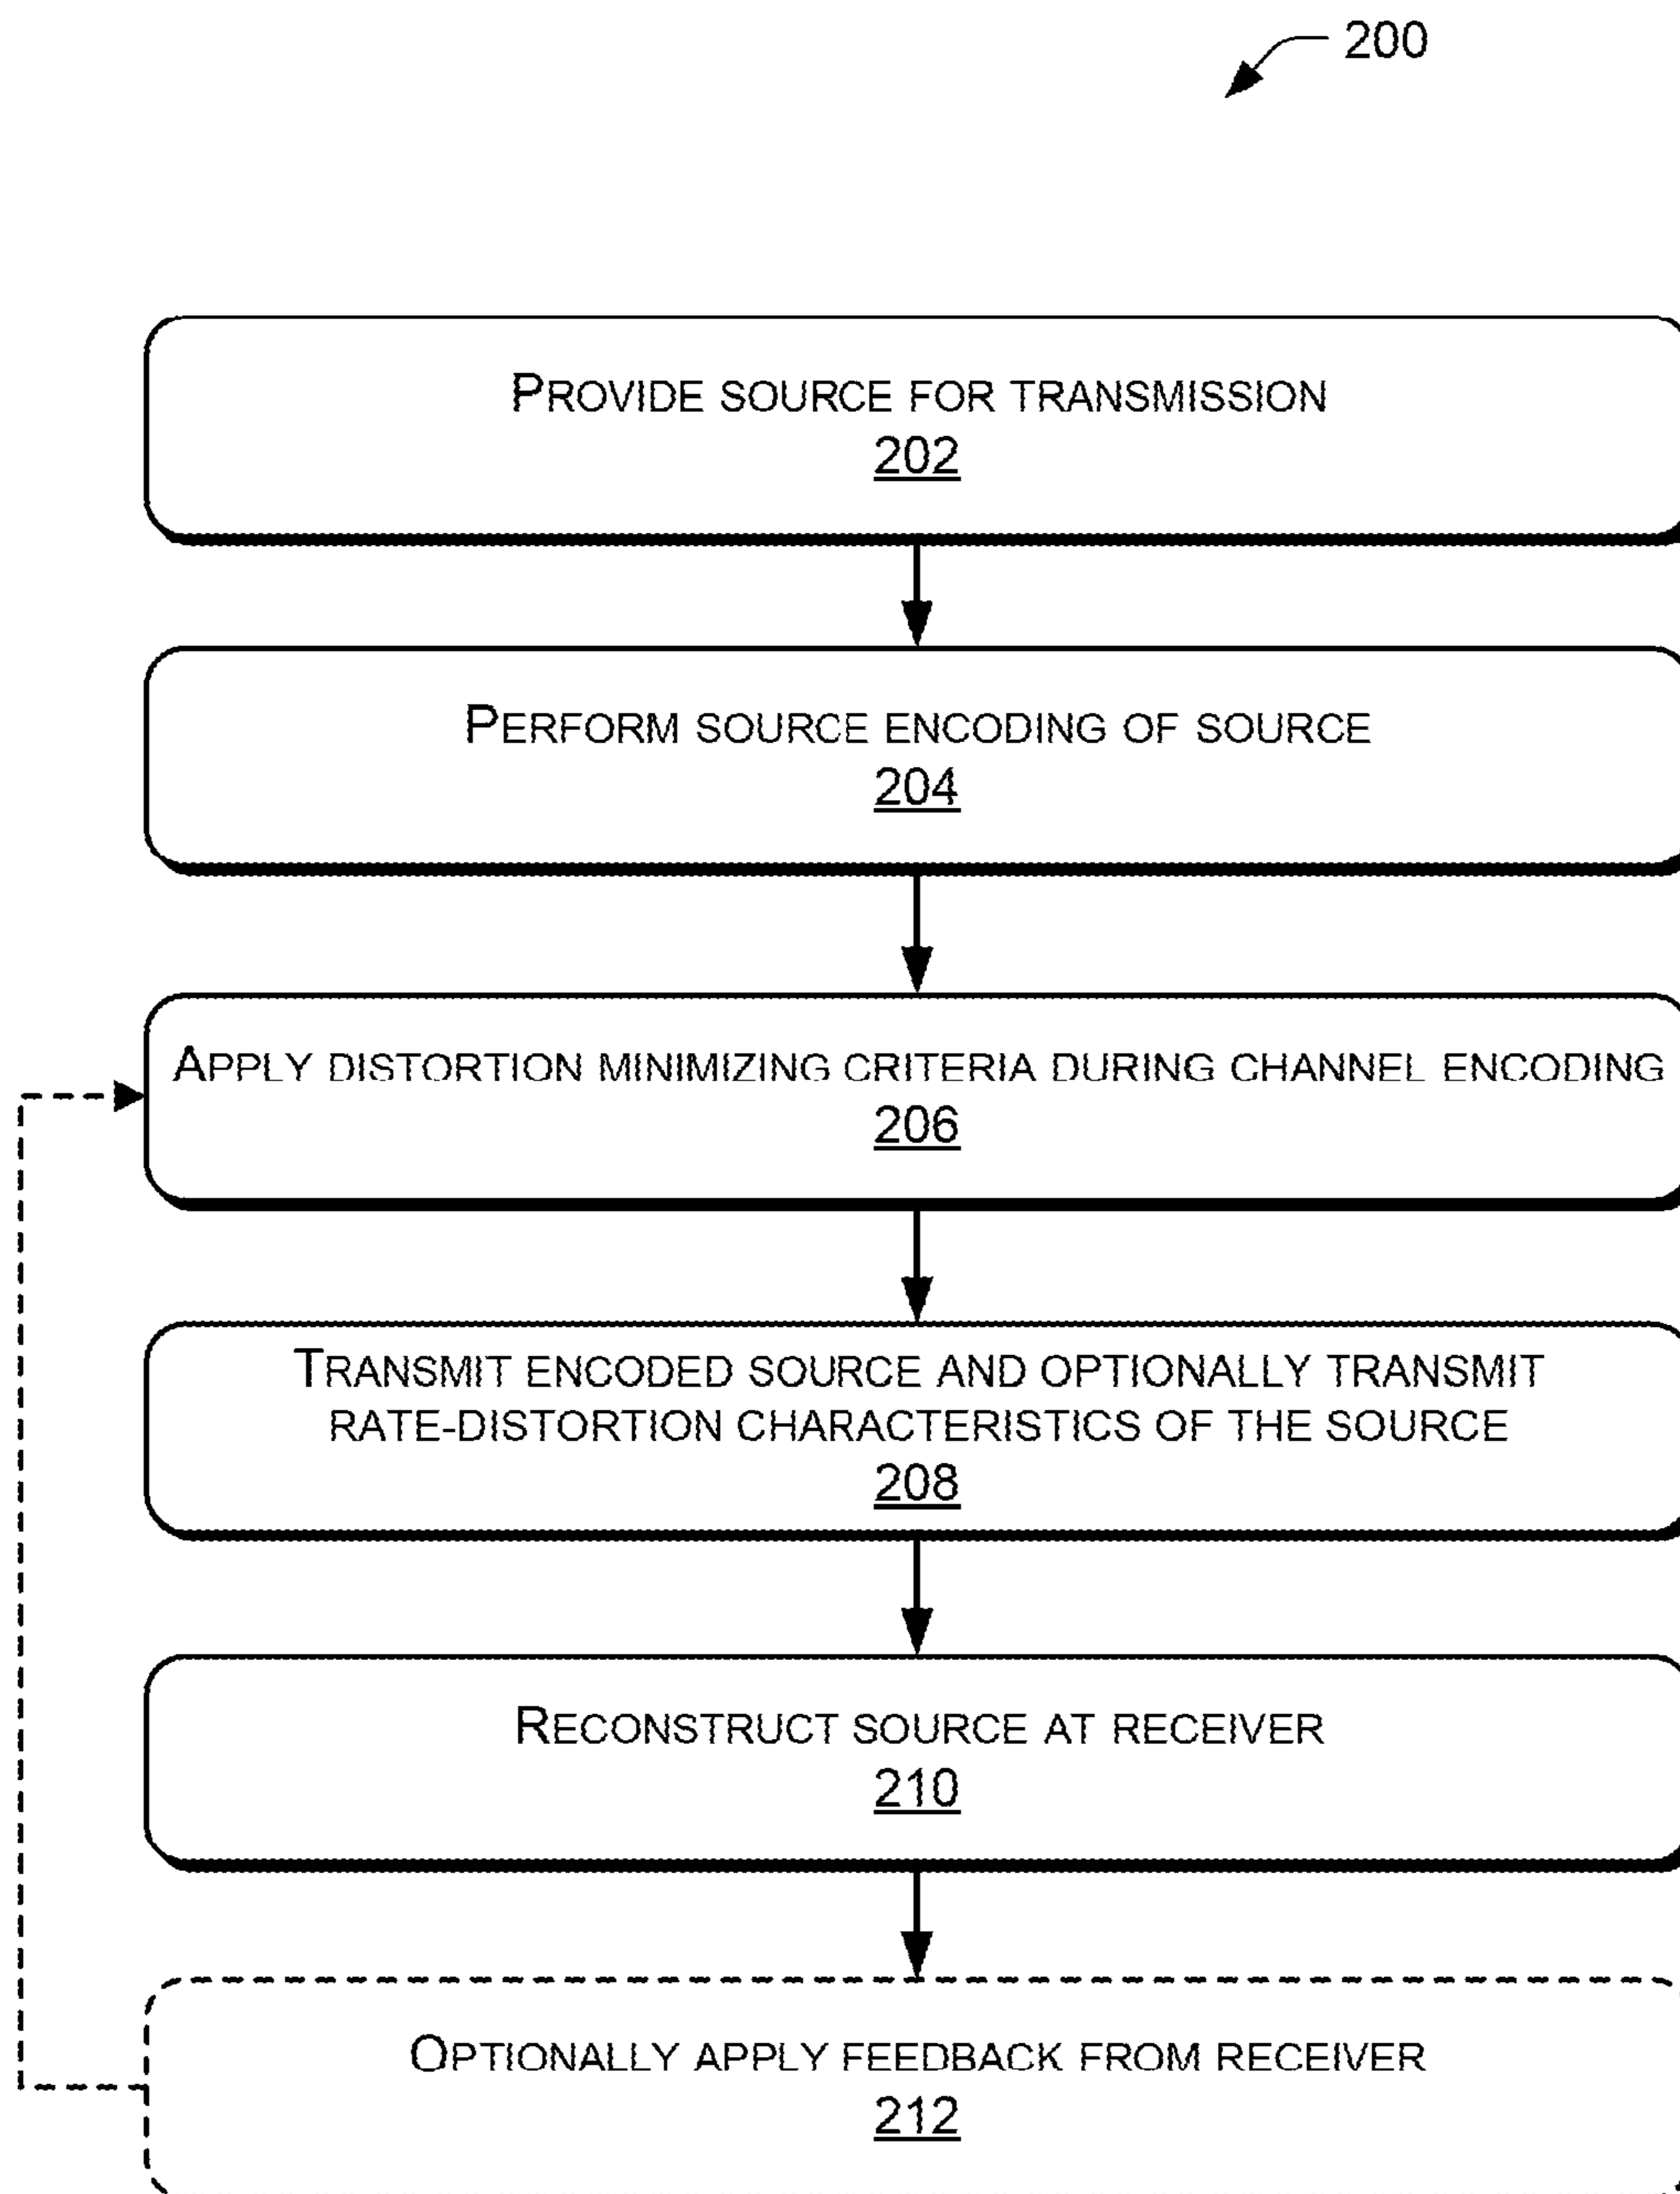 200
PROVIDE SOURCE FOR TRANSMISSION
202
PERFORM SOURCE ENCODING OF SOURCE
204
APPLY DISTORTION MINIMIZING CRITERIA DURING CHANNEL ENCODING
206
TRANSMIT ENCODED SOURCE AND OPTIONALLY TRANSMIT
RATE-DISTORTION CHARACTERISTICS OF THE SOURCE
208
RECONSTRUCT SOURCE AT RECEIVER
210
OPTIONALLY APPLY FEEDBACK FROM RECEIVER
212